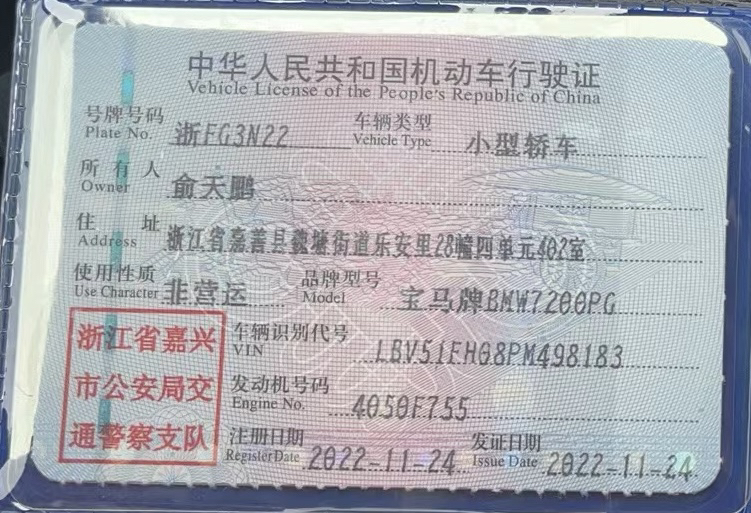 中华人民共和国机动车行驶证
Vehicle License of the People's Republic of China
号牌号码 浙FG3N22 车辆类型 小型轿车
Plate No. Vehicle Type
所有人 俞天鹏
Owner
住址 浙江省嘉善县魏塘街道乐安里28幢四单元402室
Address
使用性质 非营运 品牌型号 宝马牌BMW7200PG
Use Character Model
浙江省嘉兴
市公安局交
通警察支队
车辆识别代号 LBV51FH08PM498183
VIN
发动机号码 4050F755
Engine No.
注册日期 2022-11-24 发证日期 2022-11-24
Register Date Issue Date